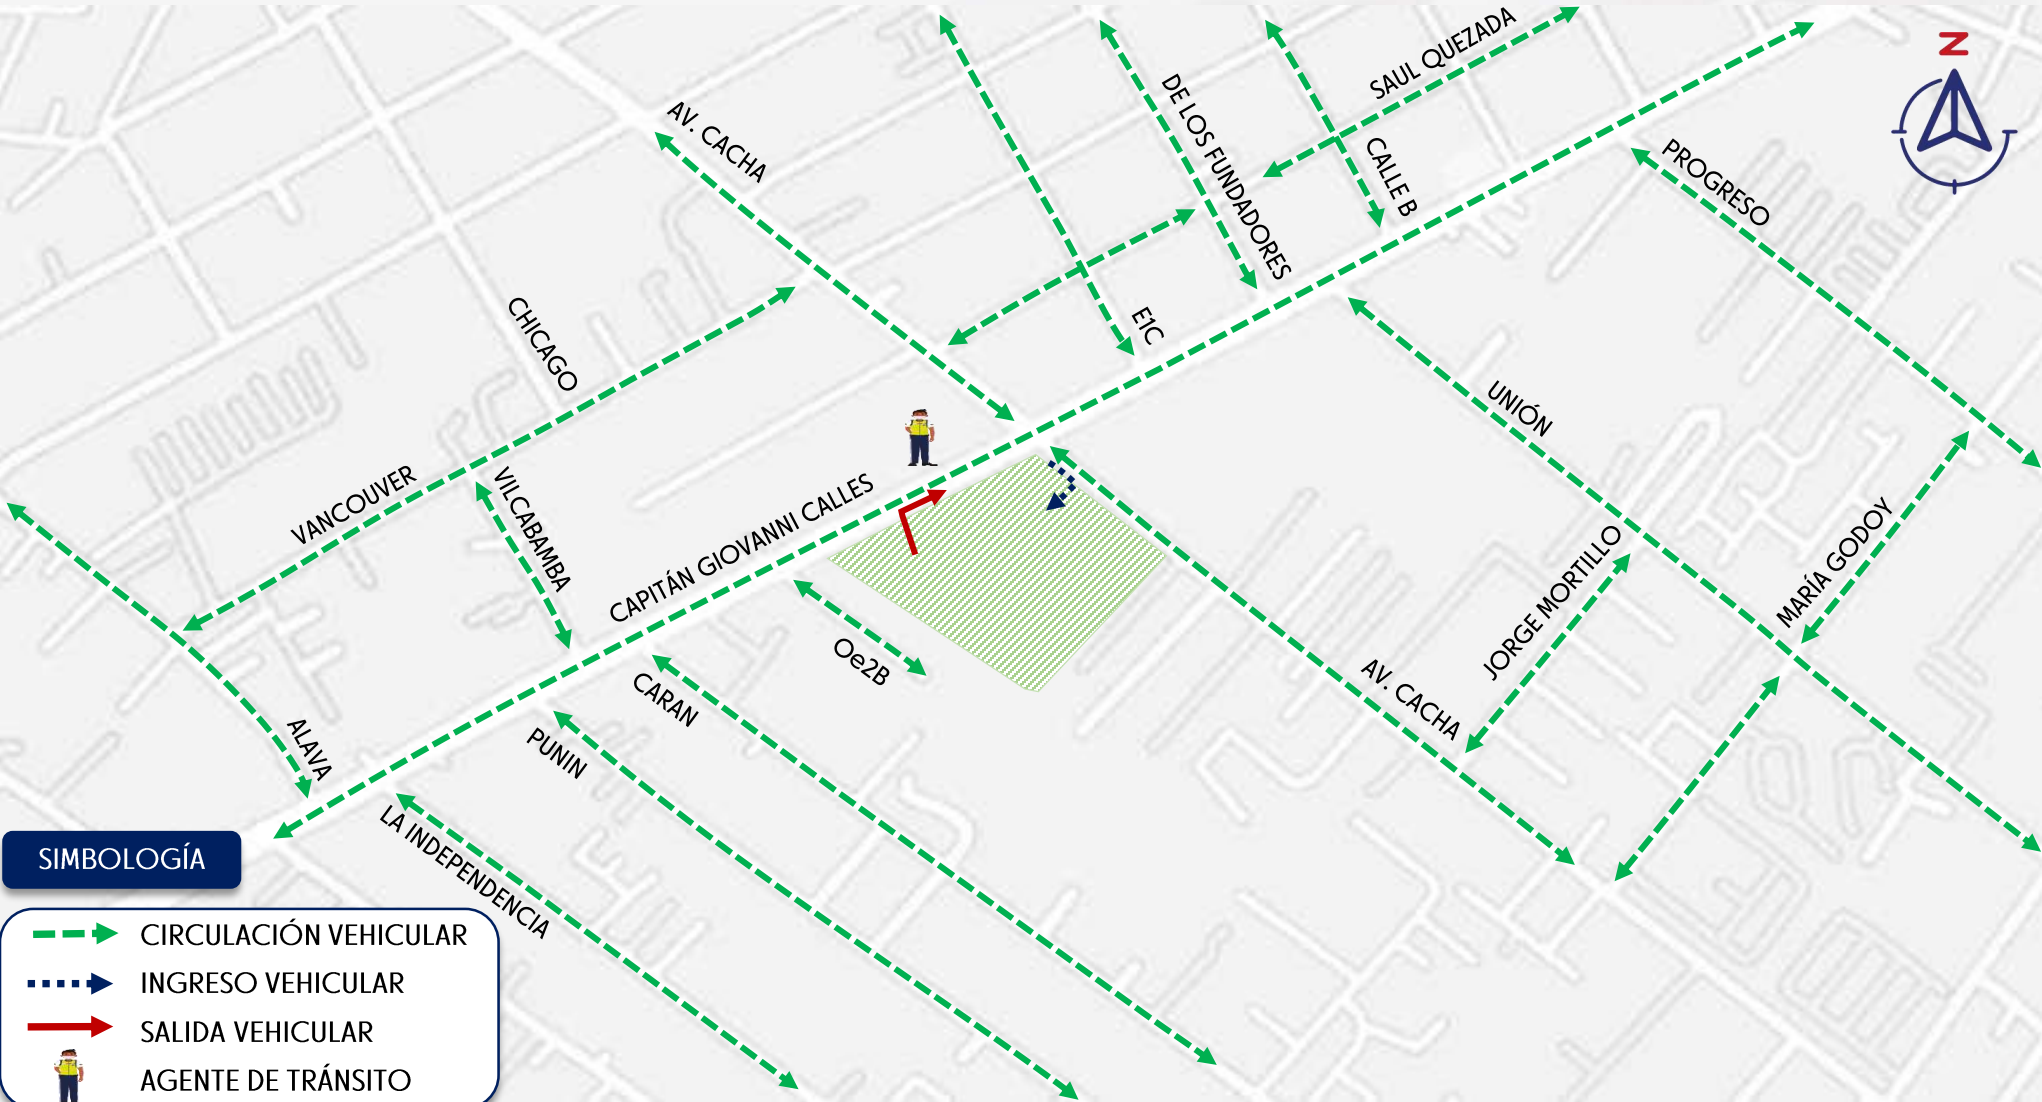 N
SAUL QUEZADA
AV. CACHA
DE LOS FUNDADORES
CALLE B
PROGRESO
E1C
CHICAGO
UNIÓN
VANCOUVER
VILCABAMBA
CAPITÁN GIOVANNI CALLES
MARÍA GODOY
JORGE MORTILLO
Oe2B
CARAN
AV. CACHA
PUNIN
ALAVA
LA INDEPENDENCIA
SIMBOLOGÍA
CIRCULACIÓN VEHICULAR
INGRESO VEHICULAR
SALIDA VEHICULAR
AGENTE DE TRÁNSITO